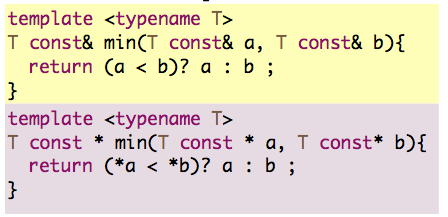 template <typename T>
T const& min(T const& a, T const& b){
  return (a < b)? a : b ;
}
template <typename T>
T const * min(T const * a, T const* b){
  return (*a < *b)? a : b ;
}